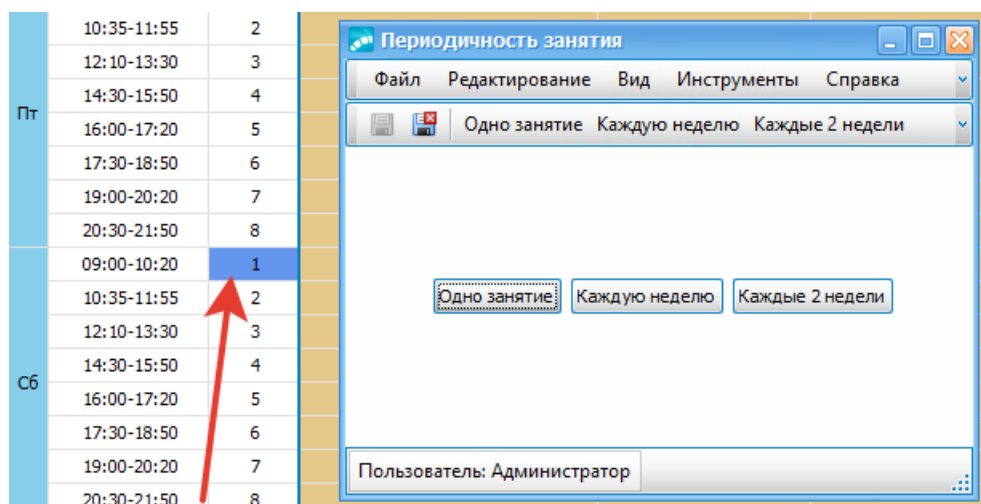 10:35-11:55 2
12:10-13:30 3
14:30-15:50 4
Пт
16:00-17:20 5
17:30-18:50 6
19:00-20:20 7
20:30-21:50 8
09:00-10:20 1
10:35-11:55 2
12:10-13:30 3
14:30-15:50 4
Сб
16:00-17:20 5
17:30-18:50 6
19:00-20:20 7
20:30-21:50 8
Периодичность занятия
Файл Редактирование Вид Инструменты Справка
Одно занятие Каждую неделю Каждые 2 недели
Одно занятие Каждую неделю Каждые 2 недели
Пользователь: Администратор